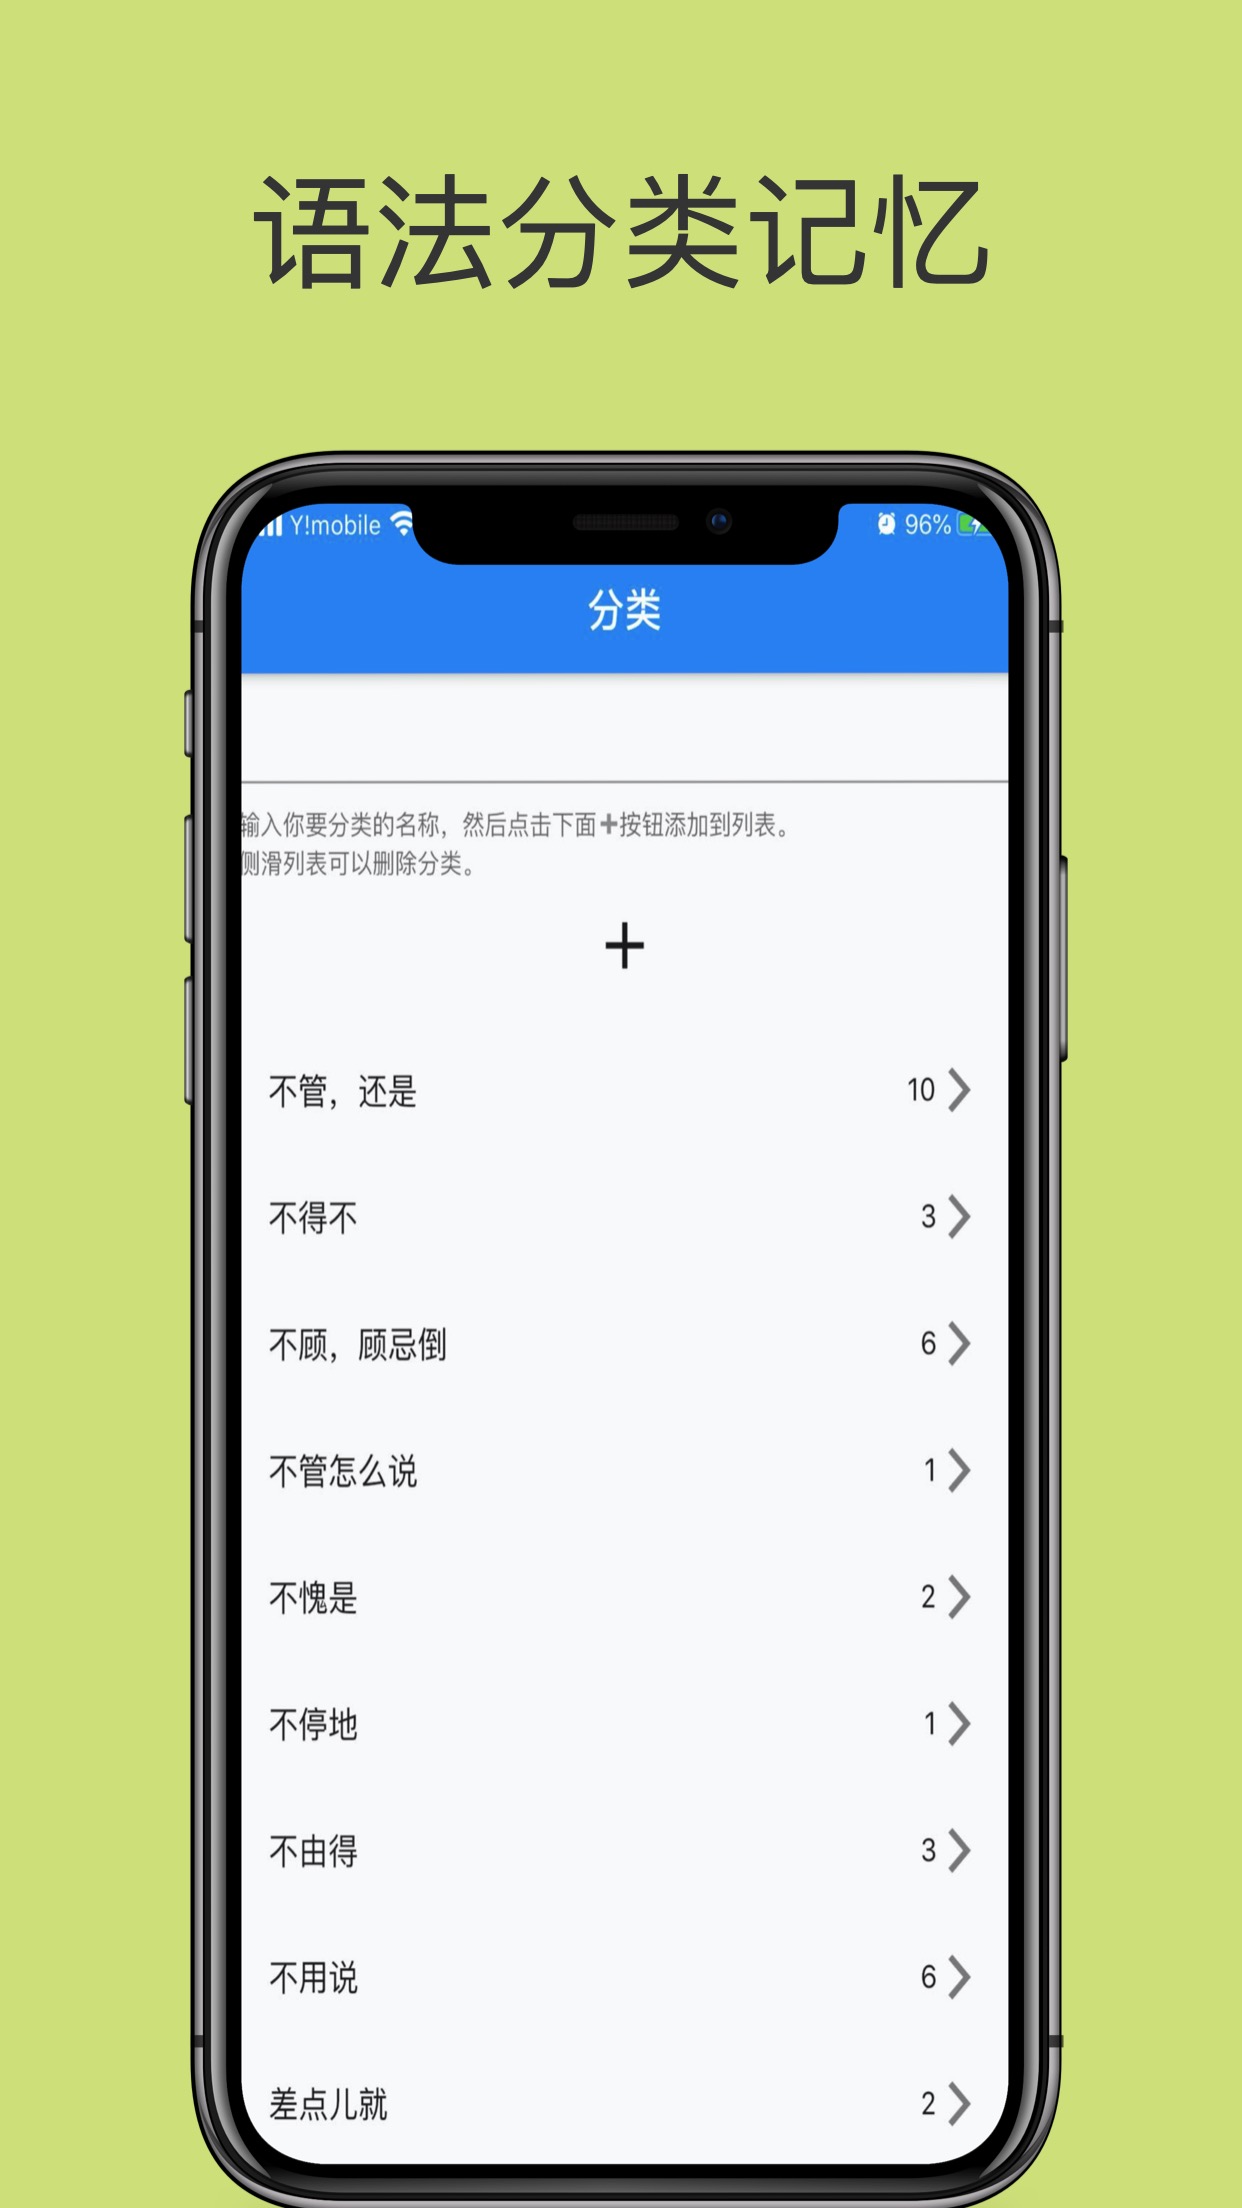 语法分类记忆
Y!mobile 96%
分类
输入你要分类的名称，然后点击下面+按钮添加到列表。
侧滑列表可以删除分类。
+
不管，还是 10
不得不 3
不顾，顾忌倒 6
不管怎么说 1
不愧是 2
不停地 1
不由得 3
不用说 6
差点儿就 2